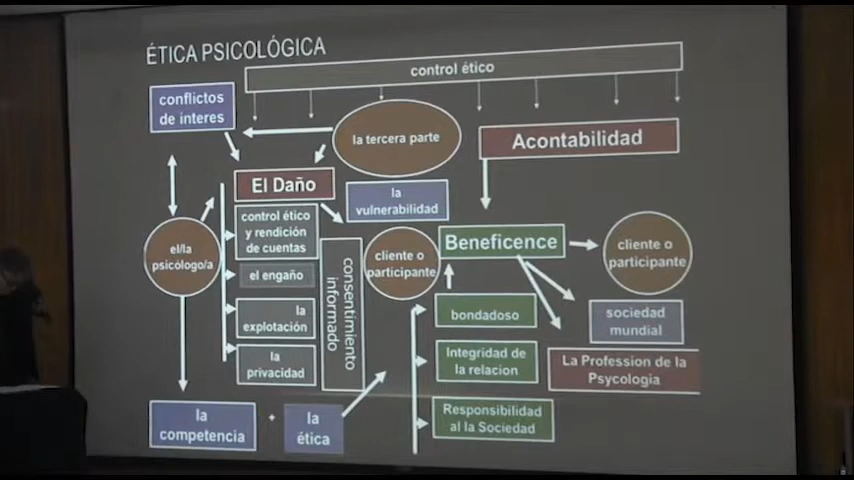 ÉTICA PSICOLÓGICA
control ético
conflictos
de interes
la tercera parte
Acontabilidad
El Daño
la
vulnerabilidad
control ético
y rendición
de cuentas
el/la
psicólogo/a
el engaño
consentimiento
informado
cliente o
participante
Beneficence
cliente o
participante
la
explotación
bondadoso
sociedad
mundial
la
privacidad
Integridad de
la relacion
La Profession de la
Psycologia
la
competencia
+
la
ética
Responsibilidad
al la Sociedad